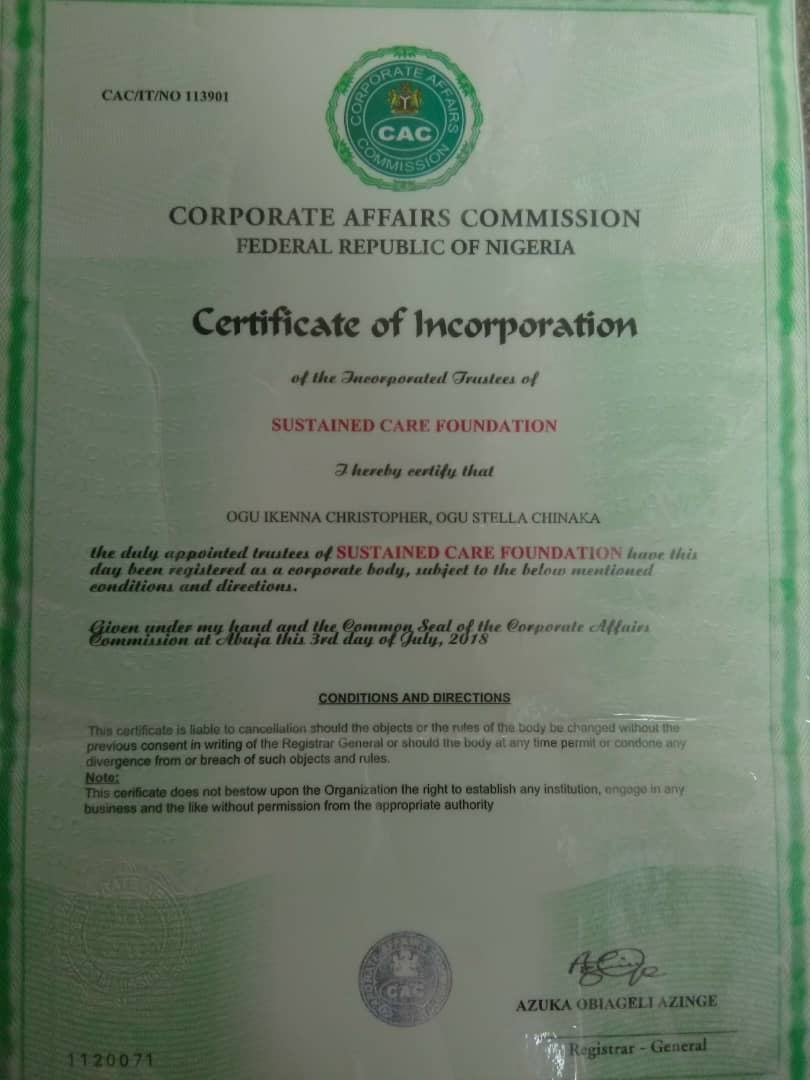 CAC/IT/NO 113901
CORPORATE AFFAIRS COMMISSION
CAC
CORPORATE AFFAIRS COMMISSION
FEDERAL REPUBLIC OF NIGERIA
Certificate of Incorporation
of the Incorporated Trustees of
SUSTAINED CARE FOUNDATION
I hereby certify that
OGU IKENNA CHRISTOPHER, OGU STELLA CHINAKA
the duly appointed trustees of SUSTAINED CARE FOUNDATION have this
day been registered as a corporate body, subject to the below mentioned
conditions and directions.
Given under my hand and the Common Seal of the Corporate Affairs
Commission at Abuja this 3rd day of July, 2018
CONDITIONS AND DIRECTIONS
This certificate is liable to cancellation should the objects or the rules of the body be changed without the
previous consent in writing of the Registrar General or should the body at any time permit or condone any
divergence from or breach of such objects and rules.
Note:
This cerificate does not bestow upon the Organization the right to establish any institution, engage in any
business and the like without permission from the appropriate authority
CAC
AZUKA OBIAGELI AZINGE
Registrar - General
1120071